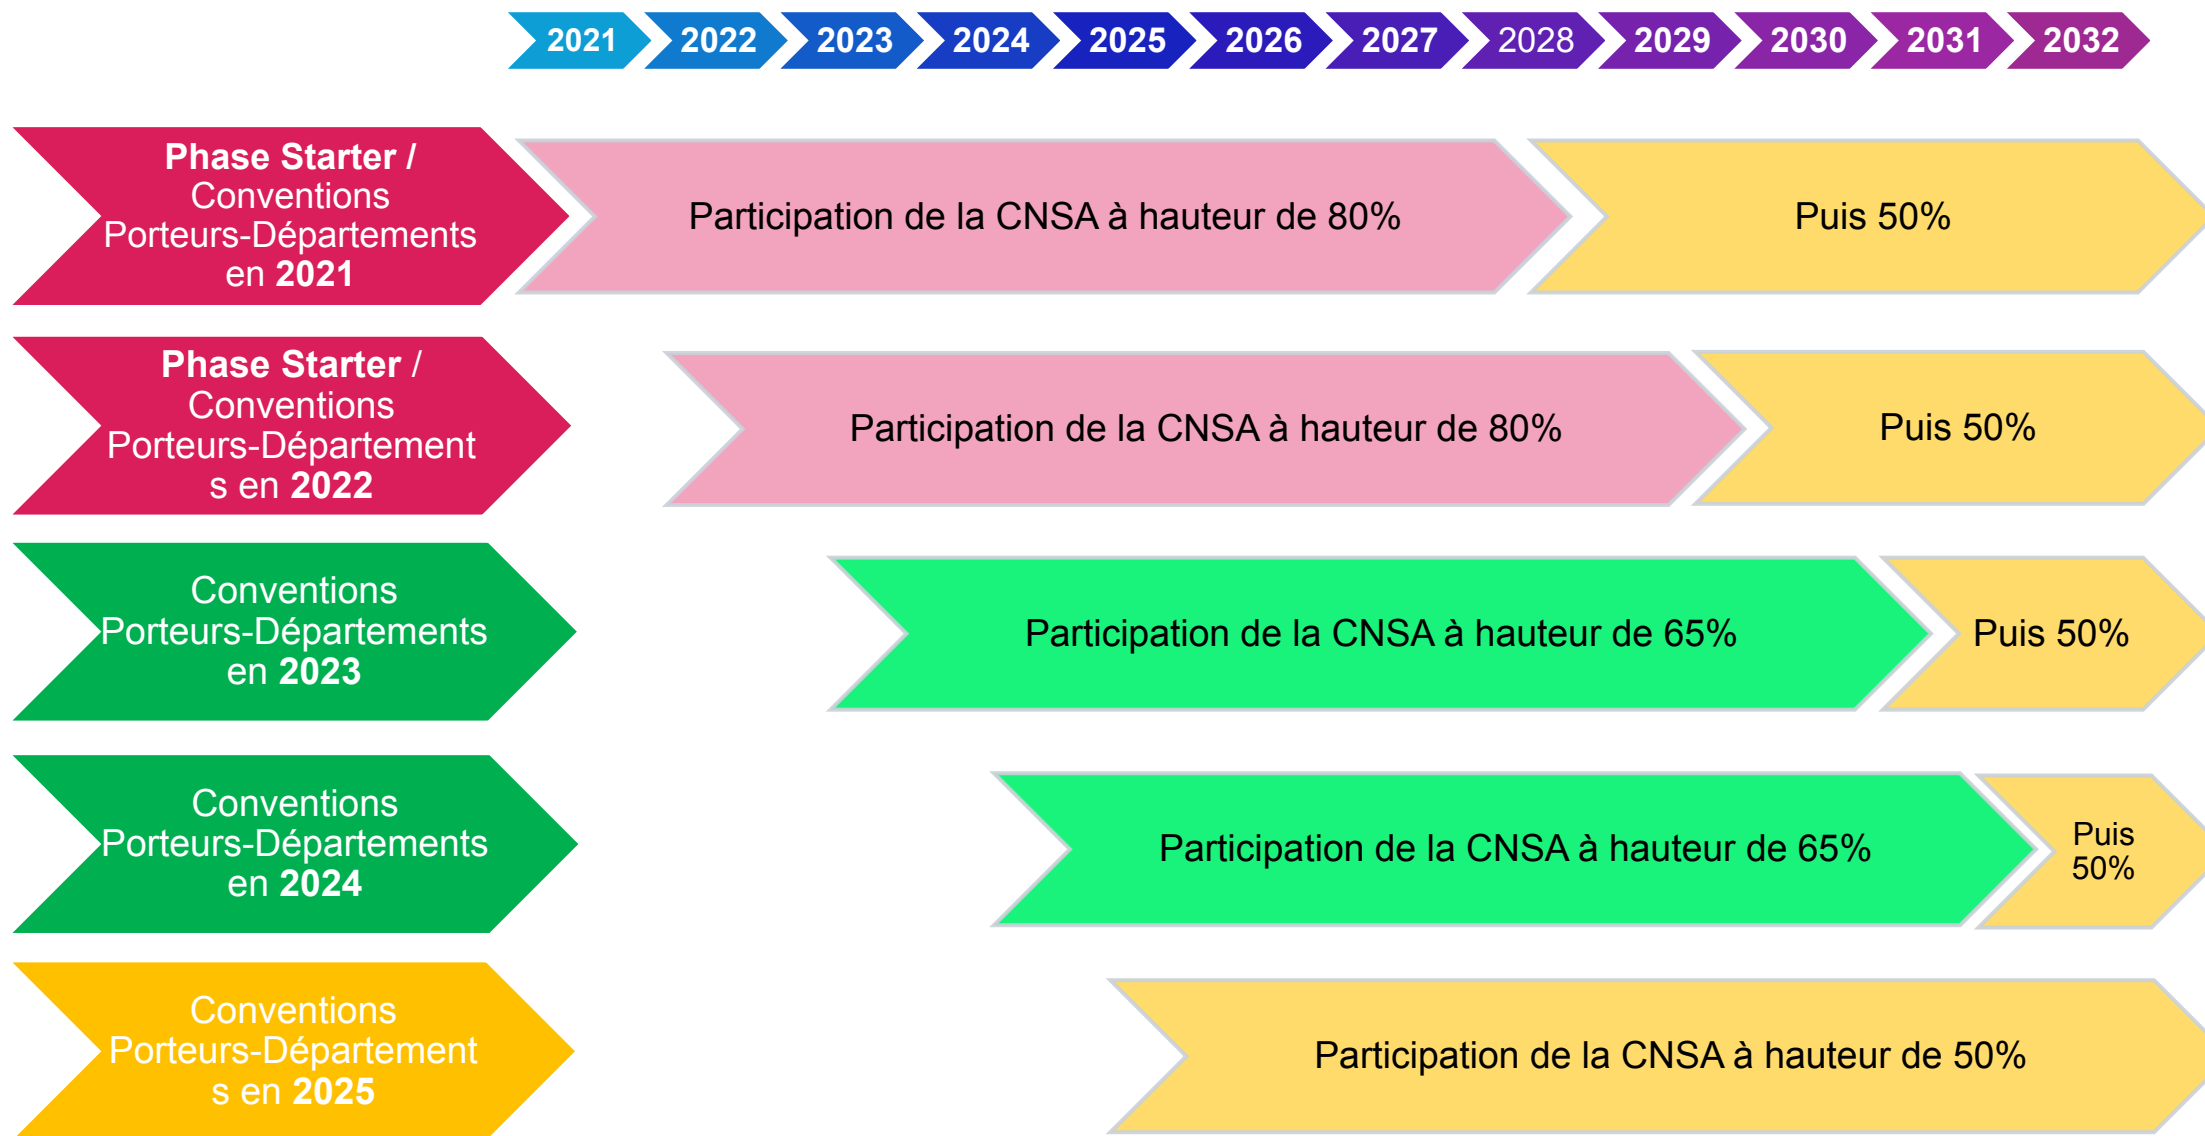 2021 2022 2023 2024 2025 2026 2027 2028 2029 2030 2031 2032
Phase Starter /
Conventions
Porteurs-Départements
en 2021
Participation de la CNSA à hauteur de 80%
Puis 50%
Phase Starter /
Conventions
Porteurs-Département
s en 2022
Participation de la CNSA à hauteur de 80%
Puis 50%
Conventions
Porteurs-Départements
en 2023
Participation de la CNSA à hauteur de 65%
Puis 50%
Conventions
Porteurs-Départements
en 2024
Participation de la CNSA à hauteur de 65%
Puis
50%
Conventions
Porteurs-Département
s en 2025
Participation de la CNSA à hauteur de 50%